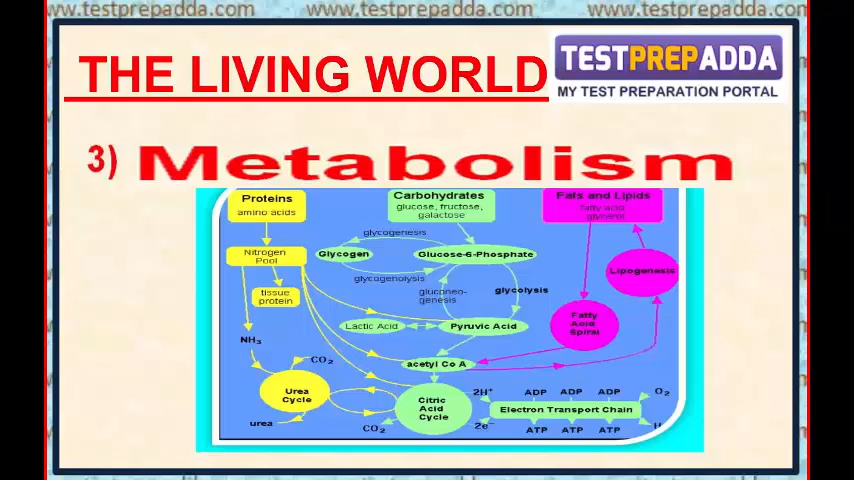 www.testprepadda.com www.testprepadda.com www.testprepadda.com
THE LIVING WORLD
TESTPREPADDA
MY TEST PREPARATION PORTAL
3) Metabolism
Proteins
amino acids
Carbohydrates
glucose, fructose,
galactose
Fats and Lipids
fatty acid
glycerol
glycogenesis
Nitrogen
Pool
Glycogen
Glucose-6-Phosphate
Lipogenesis
glycogenolysis
gluconeo-
genesis
glycolysis
tissue
protein
Lactic Acid
Pyruvic Acid
Fatty
Acid
Spiral
NH3
CO2
acetyl Co A
Urea
Cycle
Citric
Acid
Cycle
2H+
ADP ADP ADP
O2
Electron Transport Chain
urea
CO2
2e-
ATP ATP ATP
H